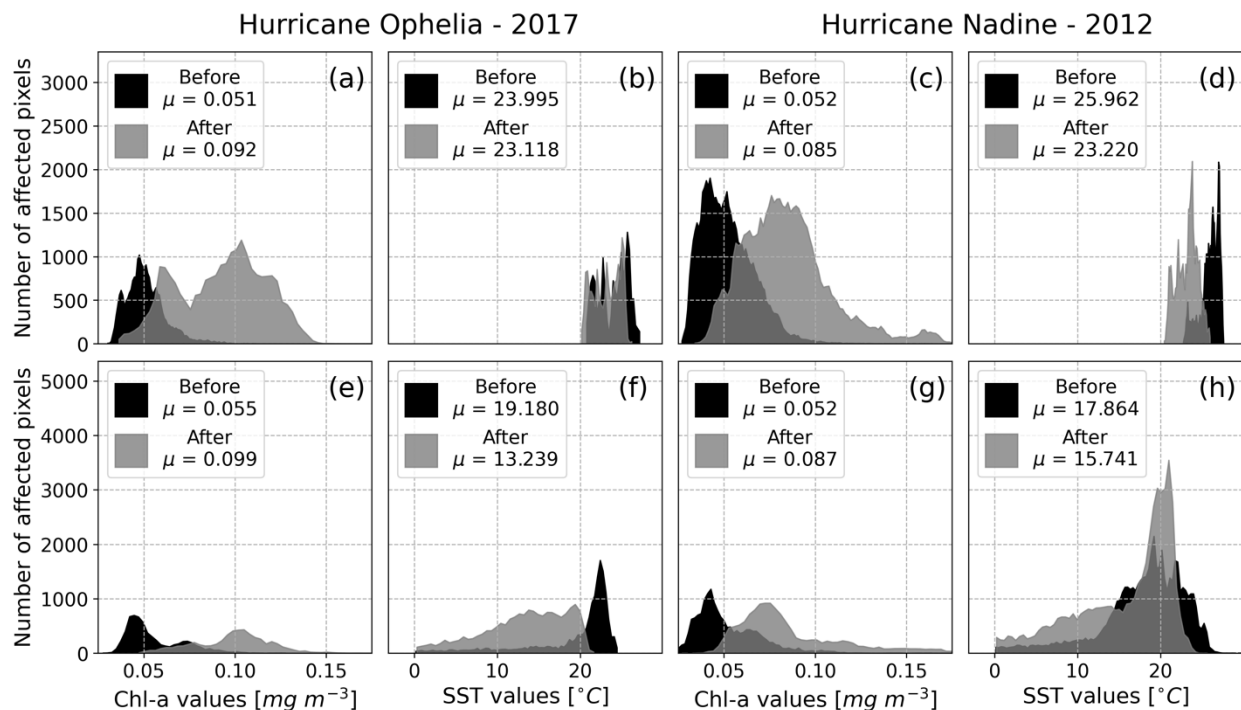 Hurricane Ophelia - 2017
Hurricane Nadine - 2012
Number of affected pixels
3000
2500
2000
1500
1000
500
0
Before
μ = 0.051
After
μ = 0.092
(a)
Before
μ = 23.995
After
μ = 23.118
(b)
Before
μ = 0.052
After
μ = 0.085
(c)
Before
μ = 25.962
After
μ = 23.220
(d)
Number of affected pixels
5000
4000
3000
2000
1000
0
Before
μ = 0.055
After
μ = 0.099
(e)
Before
μ = 19.180
After
μ = 13.239
(f)
Before
μ = 0.052
After
μ = 0.087
(g)
Before
μ = 17.864
After
μ = 15.741
(h)
0.05 0.10 0.15
0 20
0.05 0.10 0.15
0 10 20
Chl-a values [mg m⁻³]
SST values [°C]
Chl-a values [mg m⁻³]
SST values [°C]